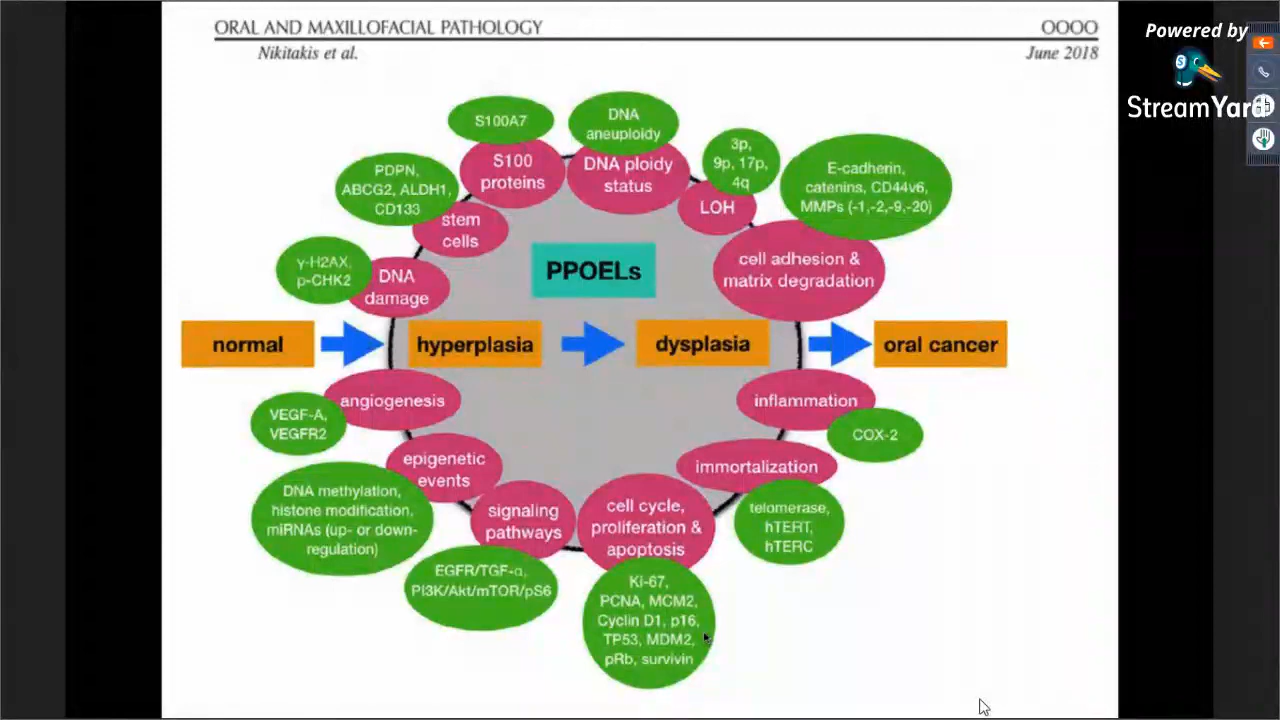 ORAL AND MAXILLOFACIAL PATHOLOGY
OOOO
Nikitakis et al.
June 2018
Powered by
StreamYard
S100A7
DNA
aneuploidy
3p,
9p, 17p,
4q
E-cadherin,
catenins, CD44v6,
MMPs (-1,-2,-9,-20)
PDPN,
ABCG2, ALDH1,
CD133
S100
proteins
DNA ploidy
status
LOH
stem
cells
cell adhesion &
matrix degradation
γ-H2AX,
p-CHK2
DNA
damage
PPOELs
normal
hyperplasia
dysplasia
oral cancer
angiogenesis
VEGF-A,
VEGFR2
inflammation
COX-2
epigenetic
events
immortalization
DNA methylation,
histone modification,
miRNAs (up- or down-
regulation)
signaling
pathways
cell cycle,
proliferation &
apoptosis
telomerase,
hTERT,
hTERC
EGFR/TGF-α,
PI3K/Akt/mTOR/pS6
Ki-67,
PCNA, MCM2,
Cyclin D1, p16,
TP53, MDM2,
pRb, survivin